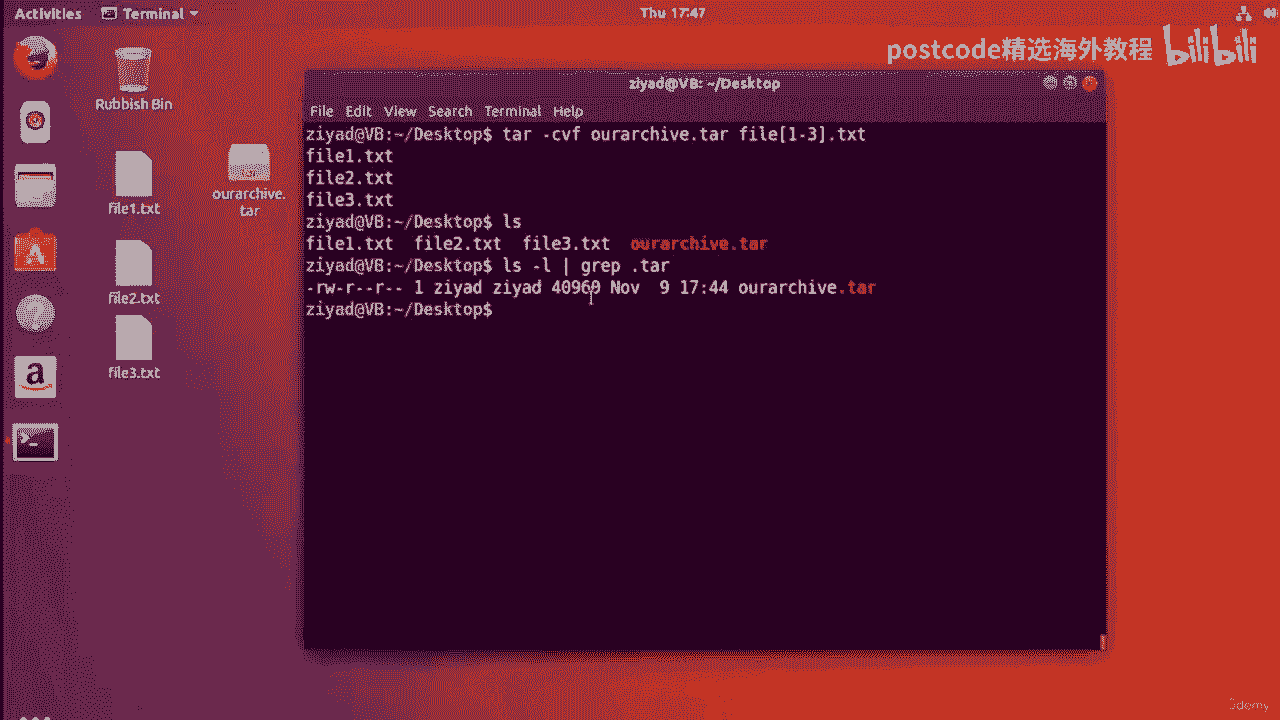 Activities Terminal Thu 17:47
postcode精选海外教程 bilibili
Rubbish Bin
file1.txt
ourarchive.
tar
file2.txt
file3.txt
a
ziyad@VB: ~/Desktop
File Edit View Search Terminal Help
ziyad@VB:~/Desktop$ tar -cvf ourarchive.tar file[1-3].txt
file1.txt
file2.txt
file3.txt
ziyad@VB:~/Desktop$ ls
file1.txt file2.txt file3.txt ourarchive.tar
ziyad@VB:~/Desktop$ ls -l | grep .tar
-rw-r--r-- 1 ziyad ziyad 40960 Nov 9 17:44 ourarchive.tar
ziyad@VB:~/Desktop$
Udemy